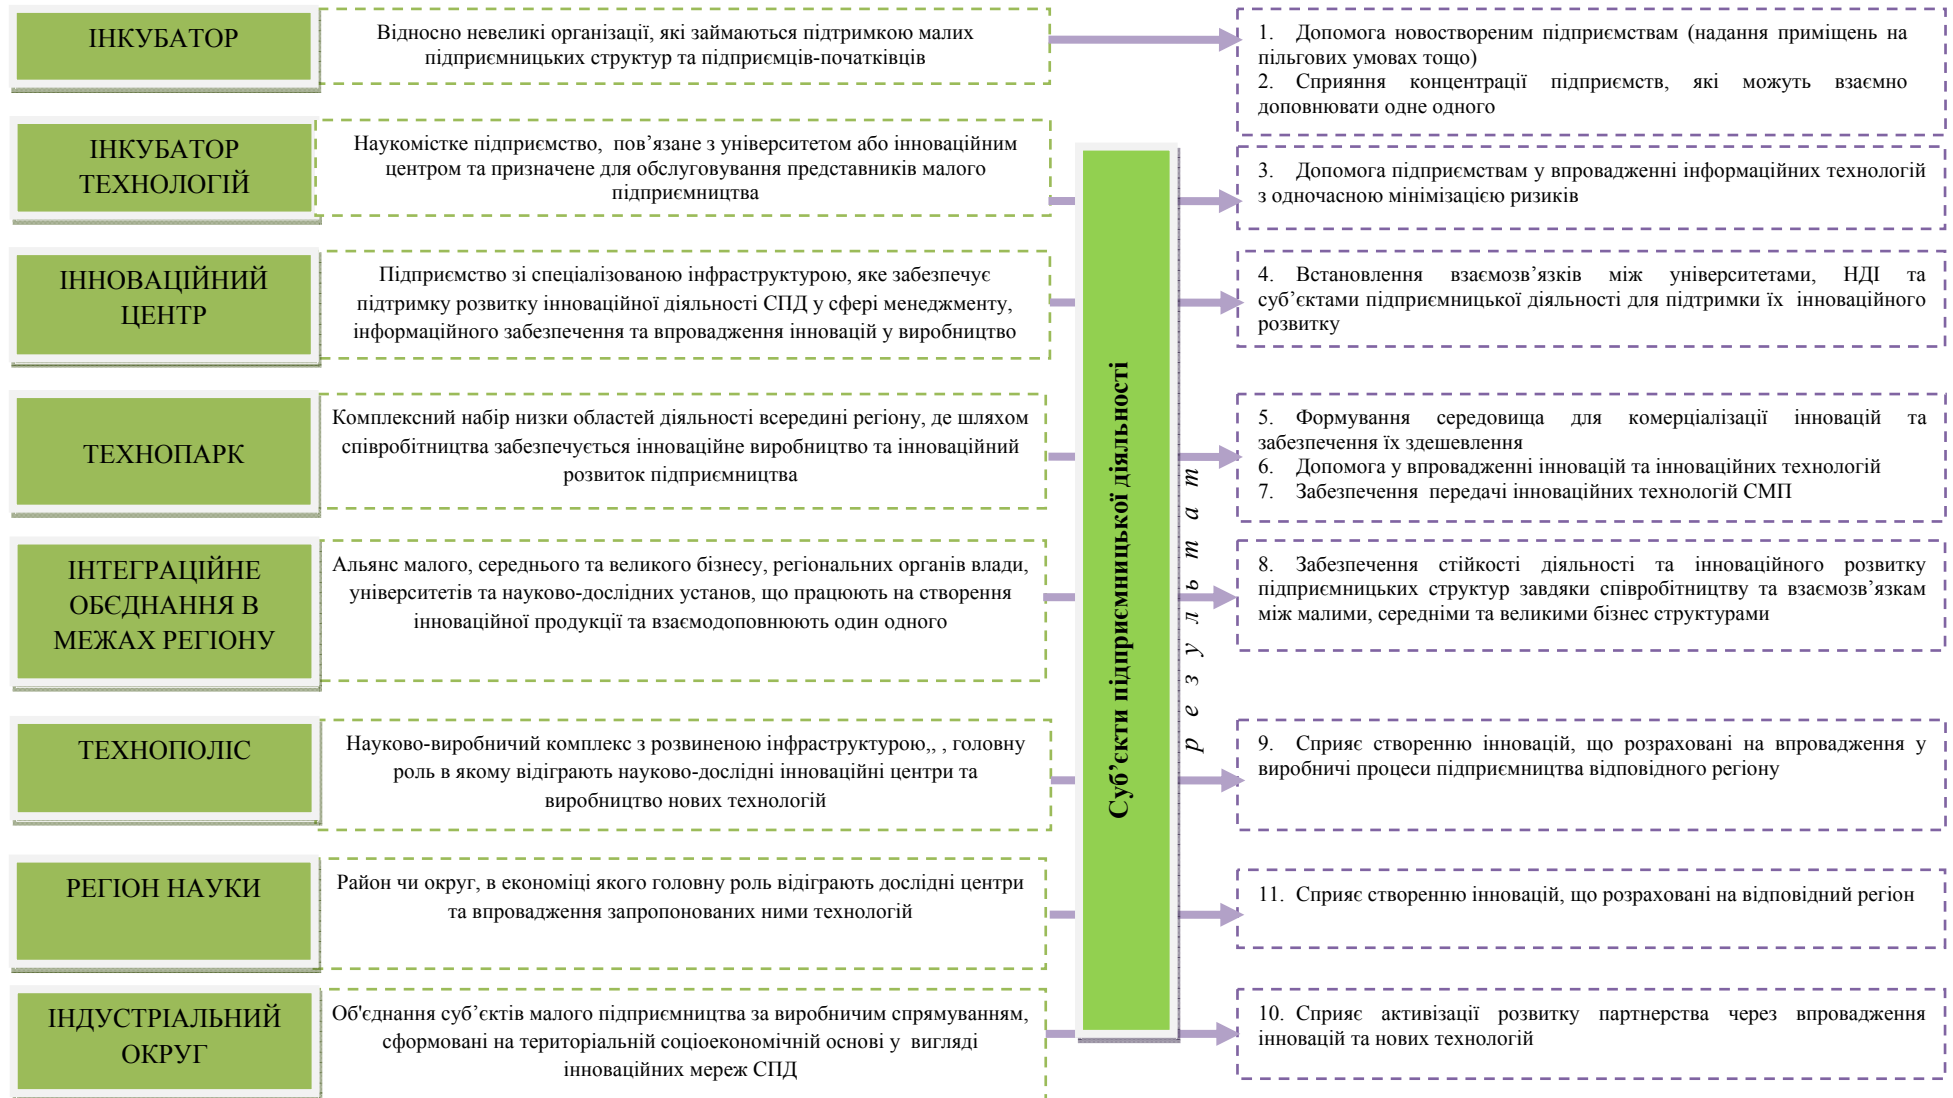 ІНКУБАТОР
Відносно невеликі організації, які займаються підтримкою малих
підприємницьких структур та підприємців-початківців
1. Допомога новоствореним підприємствам (надання приміщень на
пільгових умовах тощо)
2. Сприяння концентрації підприємств, які можуть взаємно
доповнювати одне одного
ІНКУБАТОР
ТЕХНОЛОГІЙ
Наукомістке підприємство, пов’язане з університетом або інноваційним
центром та призначене для обслуговування представників малого
підприємництва
3. Допомога підприємствам у впровадженні інформаційних технологій
з одночасною мінімізацією ризиків
ІННОВАЦІЙНИЙ
ЦЕНТР
Підприємство зі спеціалізованою інфраструктурою, яке забезпечує
підтримку розвитку інноваційної діяльності СПД у сфері менеджменту,
інформаційного забезпечення та впровадження інновацій у виробництво
4. Встановлення взаємозв’язків між університетами, НДІ та
суб’єктами підприємницької діяльності для підтримки їх інноваційного
розвитку
ТЕХНОПАРК
Комплексний набір низки областей діяльності всередині регіону, де шляхом
співробітництва забезпечується інноваційне виробництво та інноваційний
розвиток підприємництва
5. Формування середовища для комерціалізації інновацій та
забезпечення їх здешевлення
6. Допомога у впровадженні інновацій та інноваційних технологій
7. Забезпечення передачі інноваційних технологій СМП
Суб’єкти підприємницької діяльності
результат
ІНТЕГРАЦІЙНЕ
ОБЄДНАННЯ В
МЕЖАХ РЕГІОНУ
Альянс малого, середнього та великого бізнесу, регіональних органів влади,
університетів та науково-дослідних установ, що працюють на створення
інноваційної продукції та взаємодоповнюють один одного
8. Забезпечення стійкості діяльності та інноваційного розвитку
підприємницьких структур завдяки співробітництву та взаємозв’язкам
між малими, середніми та великими бізнес структурами
ТЕХНОПОЛІС
Науково-виробничий комплекс з розвиненою інфраструктурою,, , головну
роль в якому відіграють науково-дослідні інноваційні центри та
виробництво нових технологій
9. Сприяє створенню інновацій, що розраховані на впровадження у
виробничі процеси підприємництва відповідного регіону
РЕГІОН НАУКИ
Район чи округ, в економіці якого головну роль відіграють дослідні центри
та впровадження запропонованих ними технологій
11. Сприяє створенню інновацій, що розраховані на відповідний регіон
ІНДУСТРІАЛЬНИЙ
ОКРУГ
Об'єднання суб’єктів малого підприємництва за виробничим спрямуванням,
сформовані на територіальній соціоекономічній основі у вигляді
інноваційних мереж СПД
10. Сприяє активізації розвитку партнерства через впровадження
інновацій та нових технологій